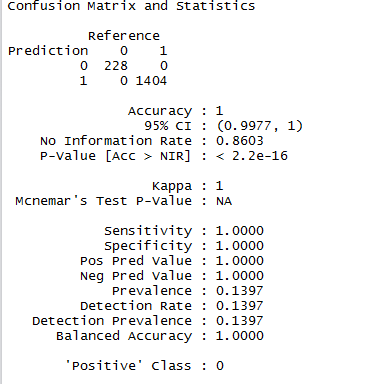 Confusion Matrix and Statistics
Reference
Prediction 0 1
0 228 0
1 0 1404
Accuracy : 1
95% CI : (0.9977, 1)
No Information Rate : 0.8603
P-Value [Acc > NIR] : < 2.2e-16
Kappa : 1
Mcnemar's Test P-Value : NA
Sensitivity : 1.0000
Specificity : 1.0000
Pos Pred Value : 1.0000
Neg Pred Value : 1.0000
Prevalence : 0.1397
Detection Rate : 0.1397
Detection Prevalence : 0.1397
Balanced Accuracy : 1.0000
'Positive' Class : 0